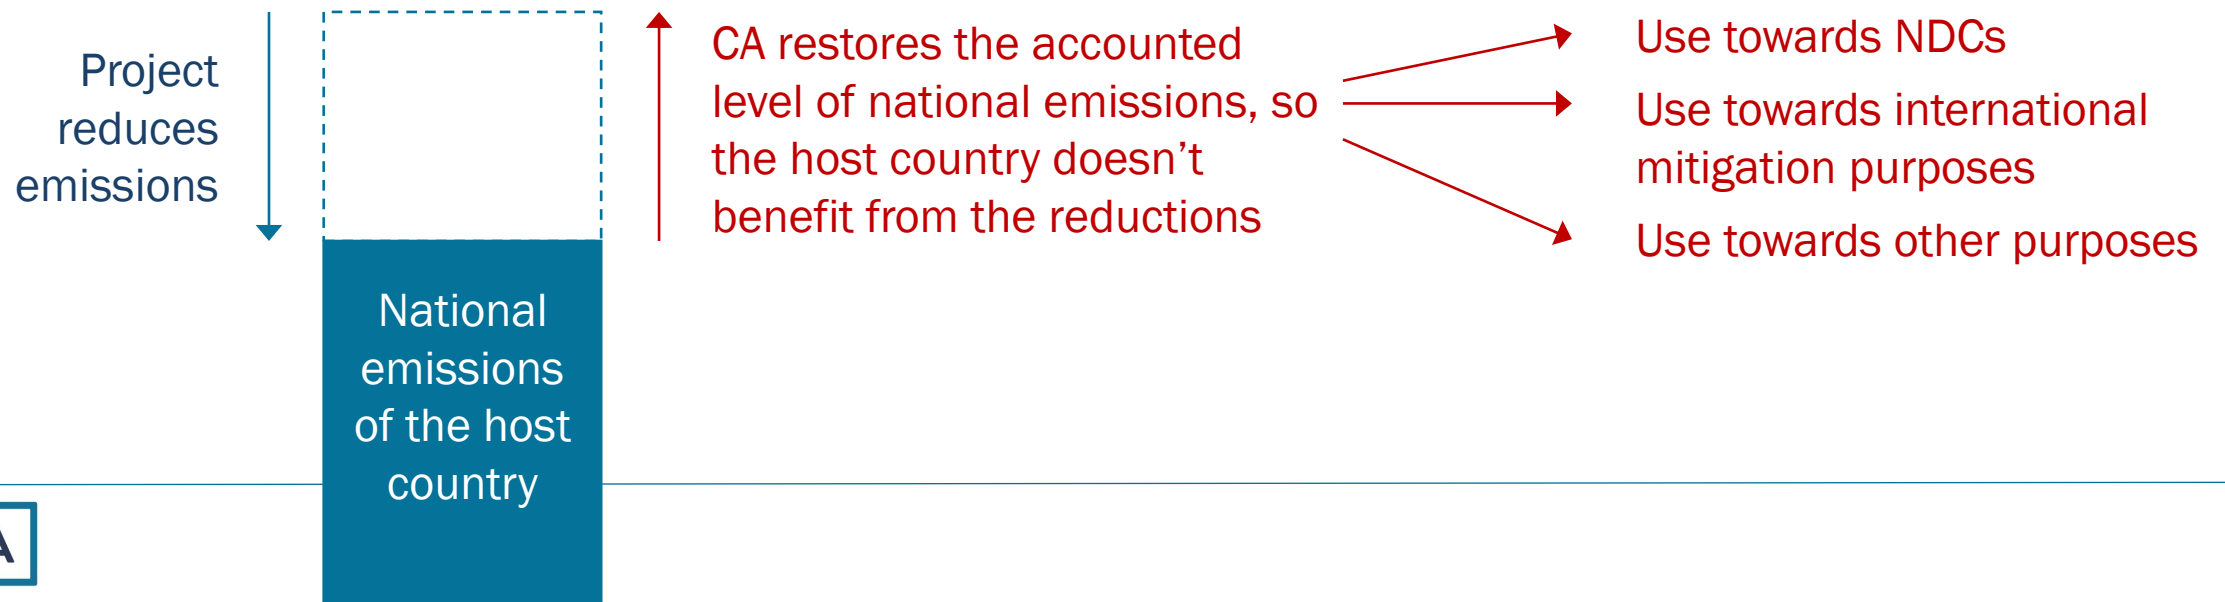 Project
reduces
emissions
CA restores the accounted
level of national emissions, so
the host country doesn’t
benefit from the reductions
Use towards NDCs
Use towards international
mitigation purposes
Use towards other purposes
National
emissions
of the host
country